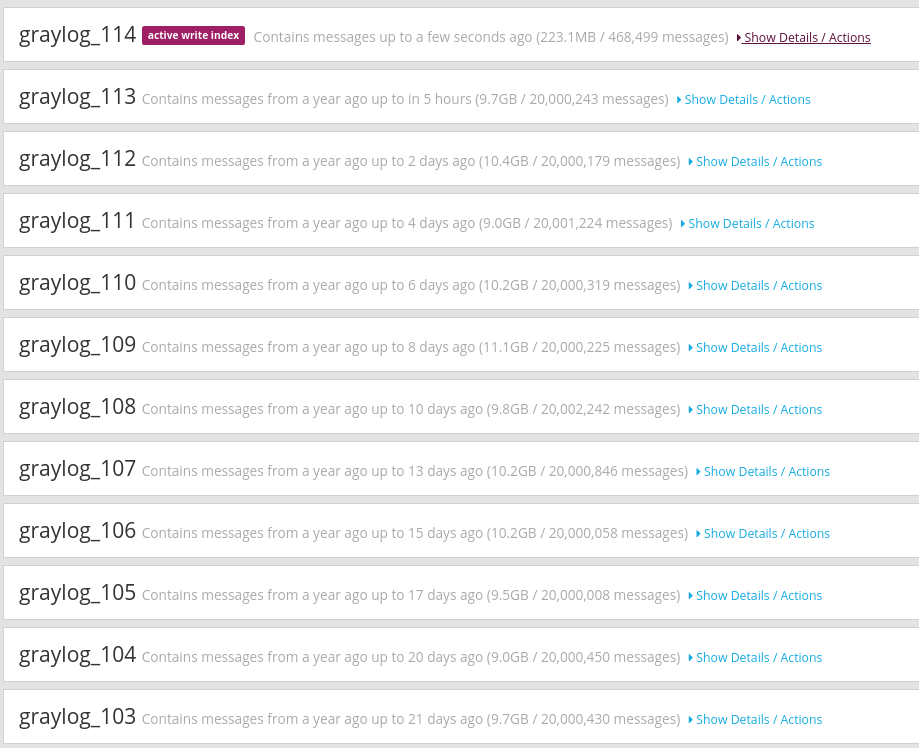 graylog_114 active write index Contains messages up to a few seconds ago (223.1MB / 468,499 messages) Show Details / Actions
graylog_113 Contains messages from a year ago up to in 5 hours (9.7GB / 20,000,243 messages) Show Details / Actions
graylog_112 Contains messages from a year ago up to 2 days ago (10.4GB / 20,000,179 messages) Show Details / Actions
graylog_111 Contains messages from a year ago up to 4 days ago (9.0GB / 20,001,224 messages) Show Details / Actions
graylog_110 Contains messages from a year ago up to 6 days ago (10.2GB / 20,000,319 messages) Show Details / Actions
graylog_109 Contains messages from a year ago up to 8 days ago (11.1GB / 20,000,225 messages) Show Details / Actions
graylog_108 Contains messages from a year ago up to 10 days ago (9.8GB / 20,002,242 messages) Show Details / Actions
graylog_107 Contains messages from a year ago up to 13 days ago (10.2GB / 20,000,846 messages) Show Details / Actions
graylog_106 Contains messages from a year ago up to 15 days ago (10.2GB / 20,000,058 messages) Show Details / Actions
graylog_105 Contains messages from a year ago up to 17 days ago (9.5GB / 20,000,008 messages) Show Details / Actions
graylog_104 Contains messages from a year ago up to 20 days ago (9.0GB / 20,000,450 messages) Show Details / Actions
graylog_103 Contains messages from a year ago up to 21 days ago (9.7GB / 20,000,430 messages) Show Details / Actions